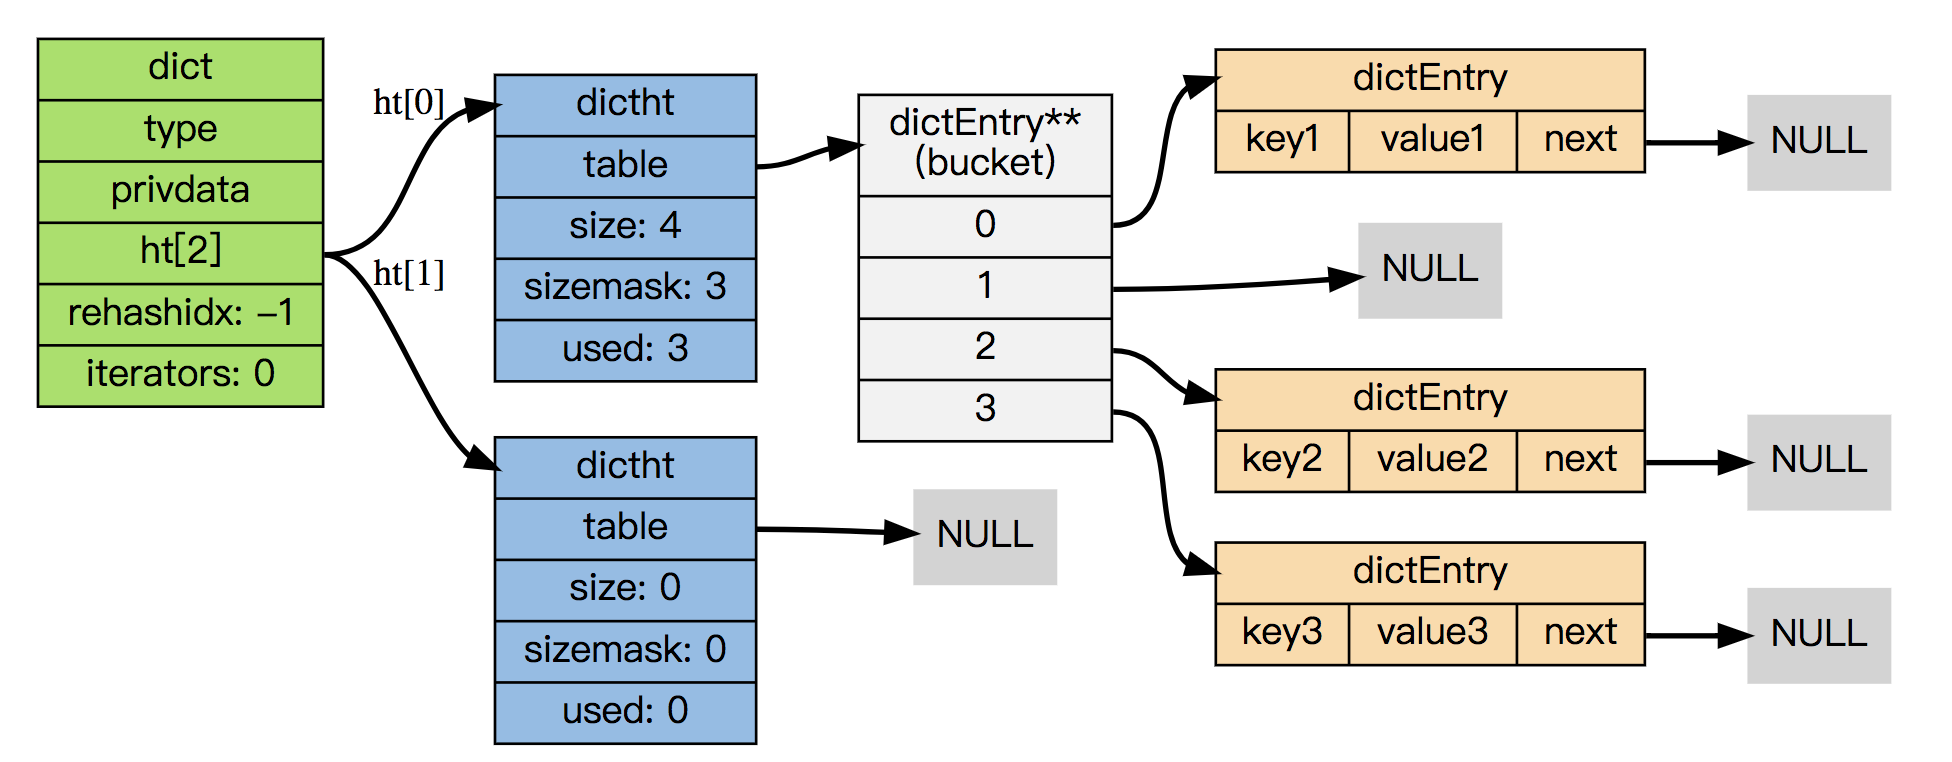 dict
type
privdata
ht[2]
rehashidx: –1
iterators: 0
ht[0]
ht[1]
dictht
table
size: 4
sizemask: 3
used: 3
dictht
table
size: 0
sizemask: 0
used: 0
NULL
dictEntry**
(bucket)
0
1
2
3
dictEntry
key1 value1 next
NULL
NULL
dictEntry
key2 value2 next
NULL
dictEntry
key3 value3 next
NULL